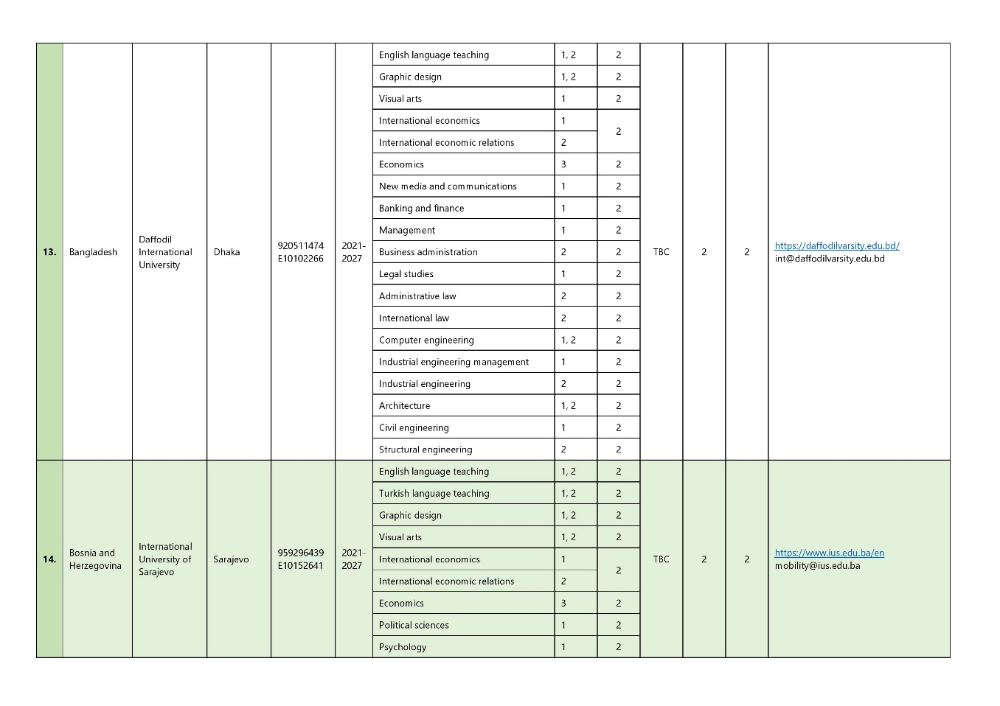 13.
Bangladesh
Daffodil
International
University
Dhaka
920511474
E10102266
2021-
2027
English language teaching 1, 2 2
Graphic design 1, 2 2
Visual arts 1 2
International economics 1
2
International economic relations 2
Economics 3 2
New media and communications 1 2
Banking and finance 1 2
Management 1 2
Business administration 2 2
Legal studies 1 2
Administrative law 2 2
International law 2 2
Computer engineering 1, 2 2
Industrial engineering management 1 2
Industrial engineering 2 2
Architecture 1, 2 2
Civil engineering 1 2
Structural engineering 2 2
TBC
2
2
https://daffodilvarsity.edu.bd/
int@daffodilvarsity.edu.bd
14.
Bosnia and
Herzegovina
International
University of
Sarajevo
Sarajevo
959296439
E10152641
2021-
2027
English language teaching 1, 2 2
Turkish language teaching 1, 2 2
Graphic design 1, 2 2
Visual arts 1, 2 2
International economics 1
2
International economic relations 2
Economics 3 2
Political sciences 1 2
Psychology 1 2
TBC
2
2
https://www.ius.edu.ba/en
mobility@ius.edu.ba